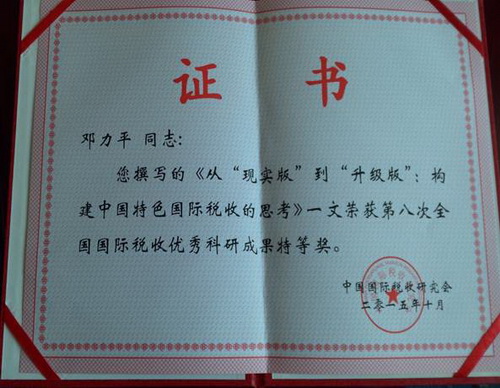 证书
邓力平 同志：
您撰写的《从“现实版”到“升级版”：构
建中国特色国际税收的思考》一文荣获第八次全
国国际税收优秀科研成果特等奖。
中国国际税收研究会
二〇一五年十月